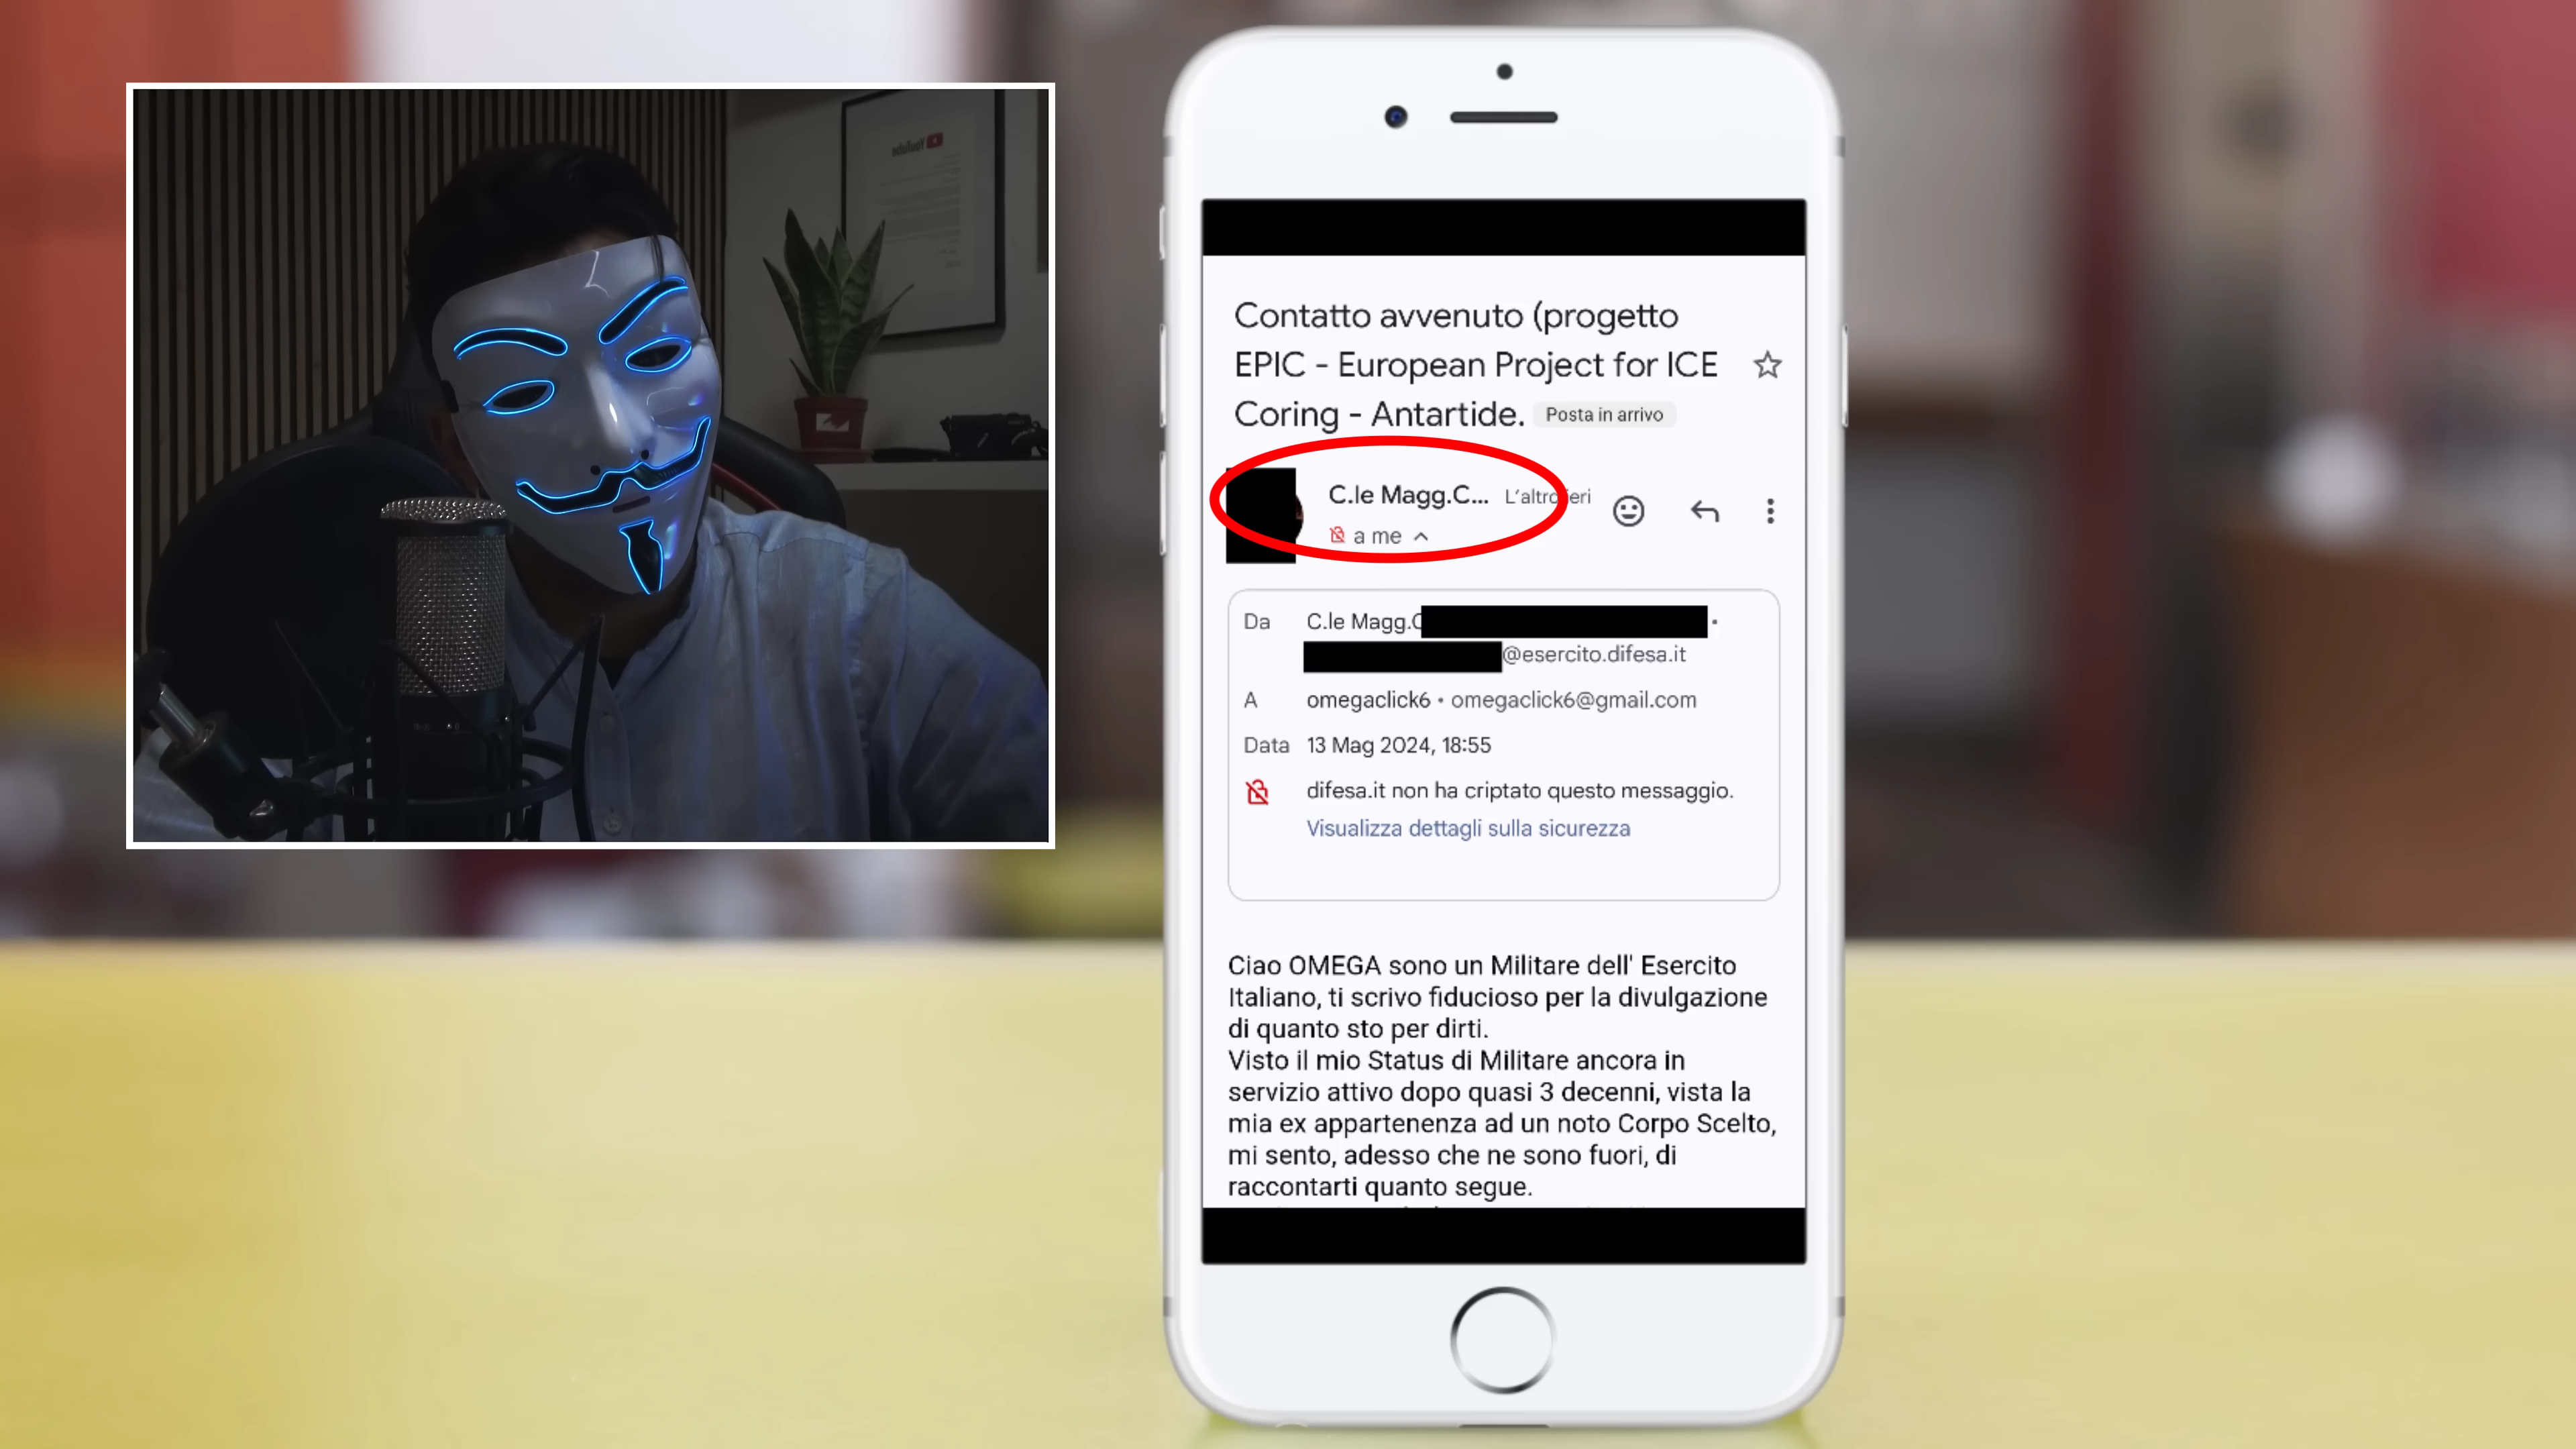 YouTube
Contatto avvenuto (progetto
EPIC - European Project for ICE
Coring - Antartide. Posta in arrivo
C.le Magg.C... L'altro ieri
a me
Da C.le Magg.C
@esercito.difesa.it
A omegaclick6 • omegaclick6@gmail.com
Data 13 Mag 2024, 18:55
difesa.it non ha criptato questo messaggio.
Visualizza dettagli sulla sicurezza
Ciao OMEGA sono un Militare dell' Esercito
Italiano, ti scrivo fiducioso per la divulgazione
di quanto sto per dirti.
Visto il mio Status di Militare ancora in
servizio attivo dopo quasi 3 decenni, vista la
mia ex appartenenza ad un noto Corpo Scelto,
mi sento, adesso che ne sono fuori, di
raccontarti quanto segue.